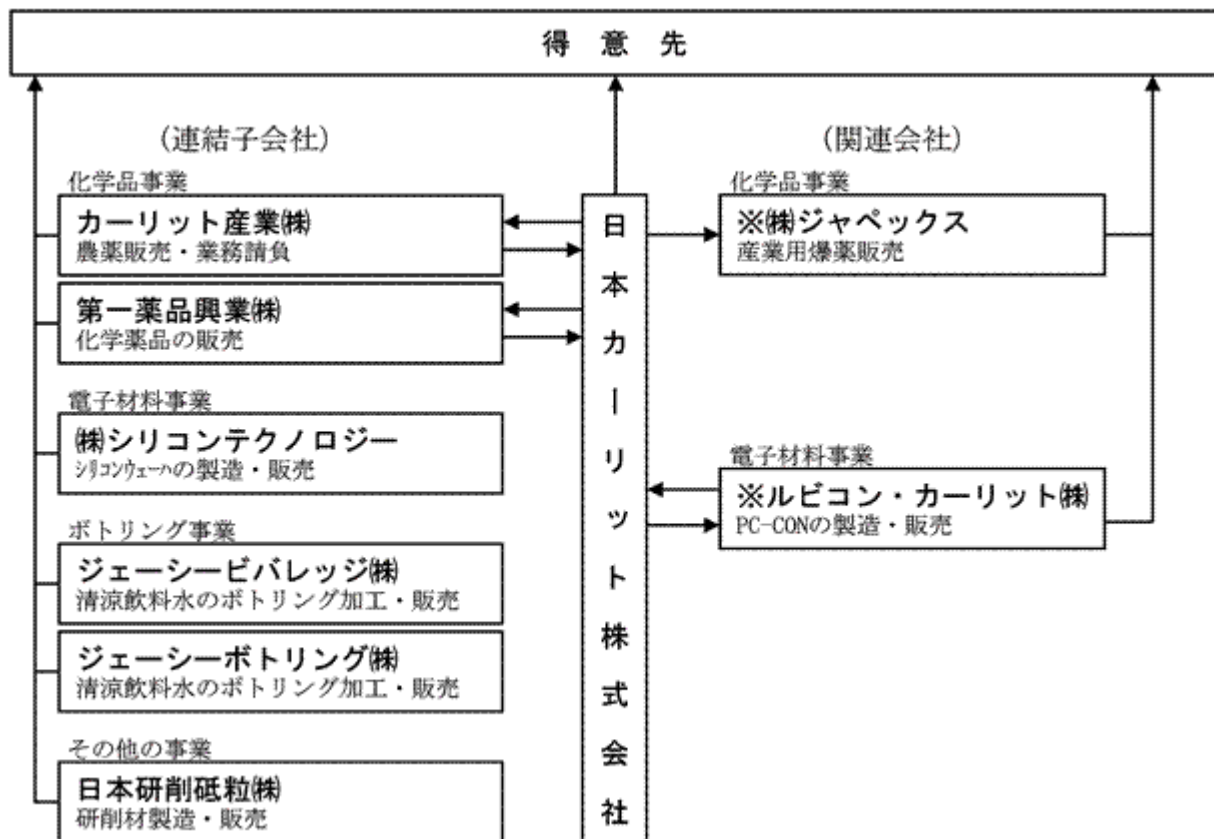 得意先
(連結子会社)
化学品事業
カーリット産業㈱
農薬販売・業務請負
第一薬品興業㈱
化学薬品の販売
電子材料事業
㈱シリコンテクノロジー
ｼﾘｺﾝｳｪｰﾊの製造・販売
ボトリング事業
ジェーシービバレッジ㈱
清涼飲料水のボトリング加工・販売
ジェーシーボトリング㈱
清涼飲料水のボトリング加工・販売
その他の事業
日本研削砥粒㈱
研削材製造・販売
日本カーリット株式会社
(関連会社)
化学品事業
※㈱ジャペックス
産業用爆薬販売
電子材料事業
※ルビコン・カーリット㈱
PC-CONの製造・販売